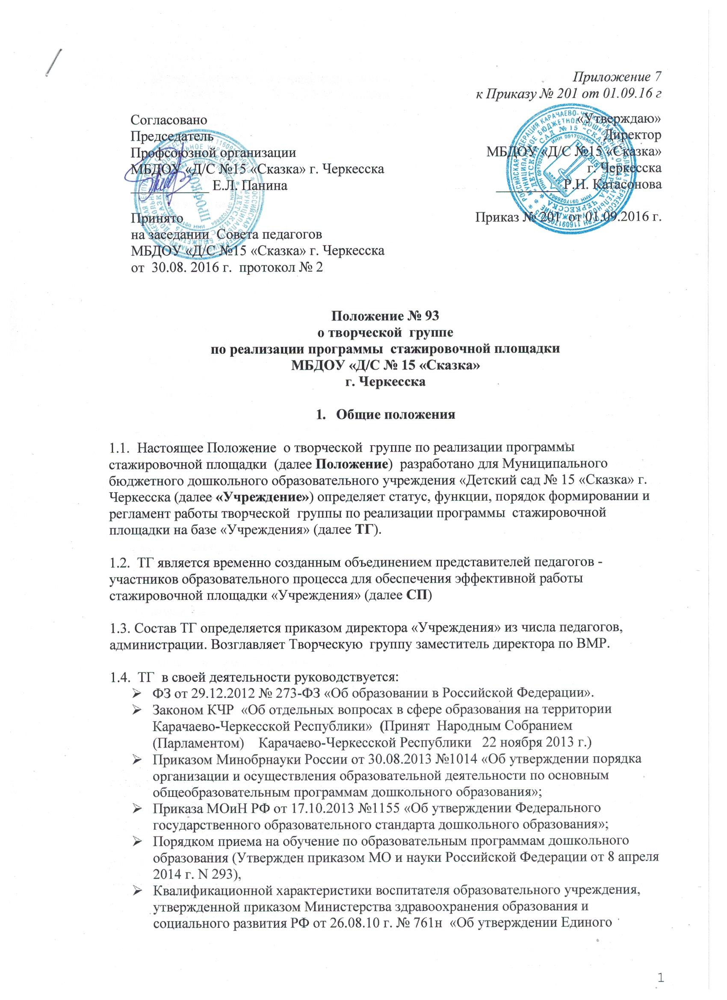 Приложение 7
к Приказу № 201 от 01.09.16 г
Согласовано
Председатель
Профсоюзной организации
МБДОУ «Д/С №15 «Сказка» г. Черкесска
____________ Е.Л. Панина
Принято
на заседании Совета педагогов
МБДОУ «Д/С №15 «Сказка» г. Черкесска
от 30.08. 2016 г. протокол № 2
«Утверждаю»
Директор
МБДОУ «Д/С №15 «Сказка»
г. Черкесска
__________ Р.Н. Катасонова
Приказ № 201 от 01.09.2016 г.
Положение № 93
о творческой группе
по реализации программы стажировочной площадки
МБДОУ «Д/С № 15 «Сказка»
г. Черкесска
1. Общие положения
1.1. Настоящее Положение о творческой группе по реализации программы
стажировочной площадки (далее Положение) разработано для Муниципального
бюджетного дошкольного образовательного учреждения «Детский сад № 15 «Сказка» г.
Черкесска (далее «Учреждение») определяет статус, функции, порядок формировании и
регламент работы творческой группы по реализации программы стажировочной
площадки на базе «Учреждения» (далее ТГ).
1.2. ТГ является временно созданным объединением представителей педагогов -
участников образовательного процесса для обеспечения эффективной работы
стажировочной площадки «Учреждения» (далее СП)
1.3. Состав ТГ определяется приказом директора «Учреждения» из числа педагогов,
администрации. Возглавляет Творческую группу заместитель директора по ВМР.
1.4. ТГ в своей деятельности руководствуется:
➢ ФЗ от 29.12.2012 № 273-ФЗ «Об образовании в Российской Федерации».
➢ Законом КЧР «Об отдельных вопросах в сфере образования на территории
Карачаево-Черкесской Республики» (Принят Народным Собранием
(Парламентом) Карачаево-Черкесской Республики 22 ноября 2013 г.)
➢ Приказом Минобрнауки России от 30.08.2013 №1014 «Об утверждении порядка
организации и осуществления образовательной деятельности по основным
общеобразовательным программам дошкольного образования»;
➢ Приказа МОиН РФ от 17.10.2013 №1155 «Об утверждении Федерального
государственного образовательного стандарта дошкольного образования»;
➢ Порядком приема на обучение по образовательным программам дошкольного
образования (Утвержден приказом МО и науки Российской Федерации от 8 апреля
2014 г. N 293),
➢ Квалификационной характеристики воспитателя образовательного учреждения,
утвержденной приказом Министерства здравоохранения образования и
социального развития РФ от 26.08.10 г. № 761н «Об утверждении Единого
1